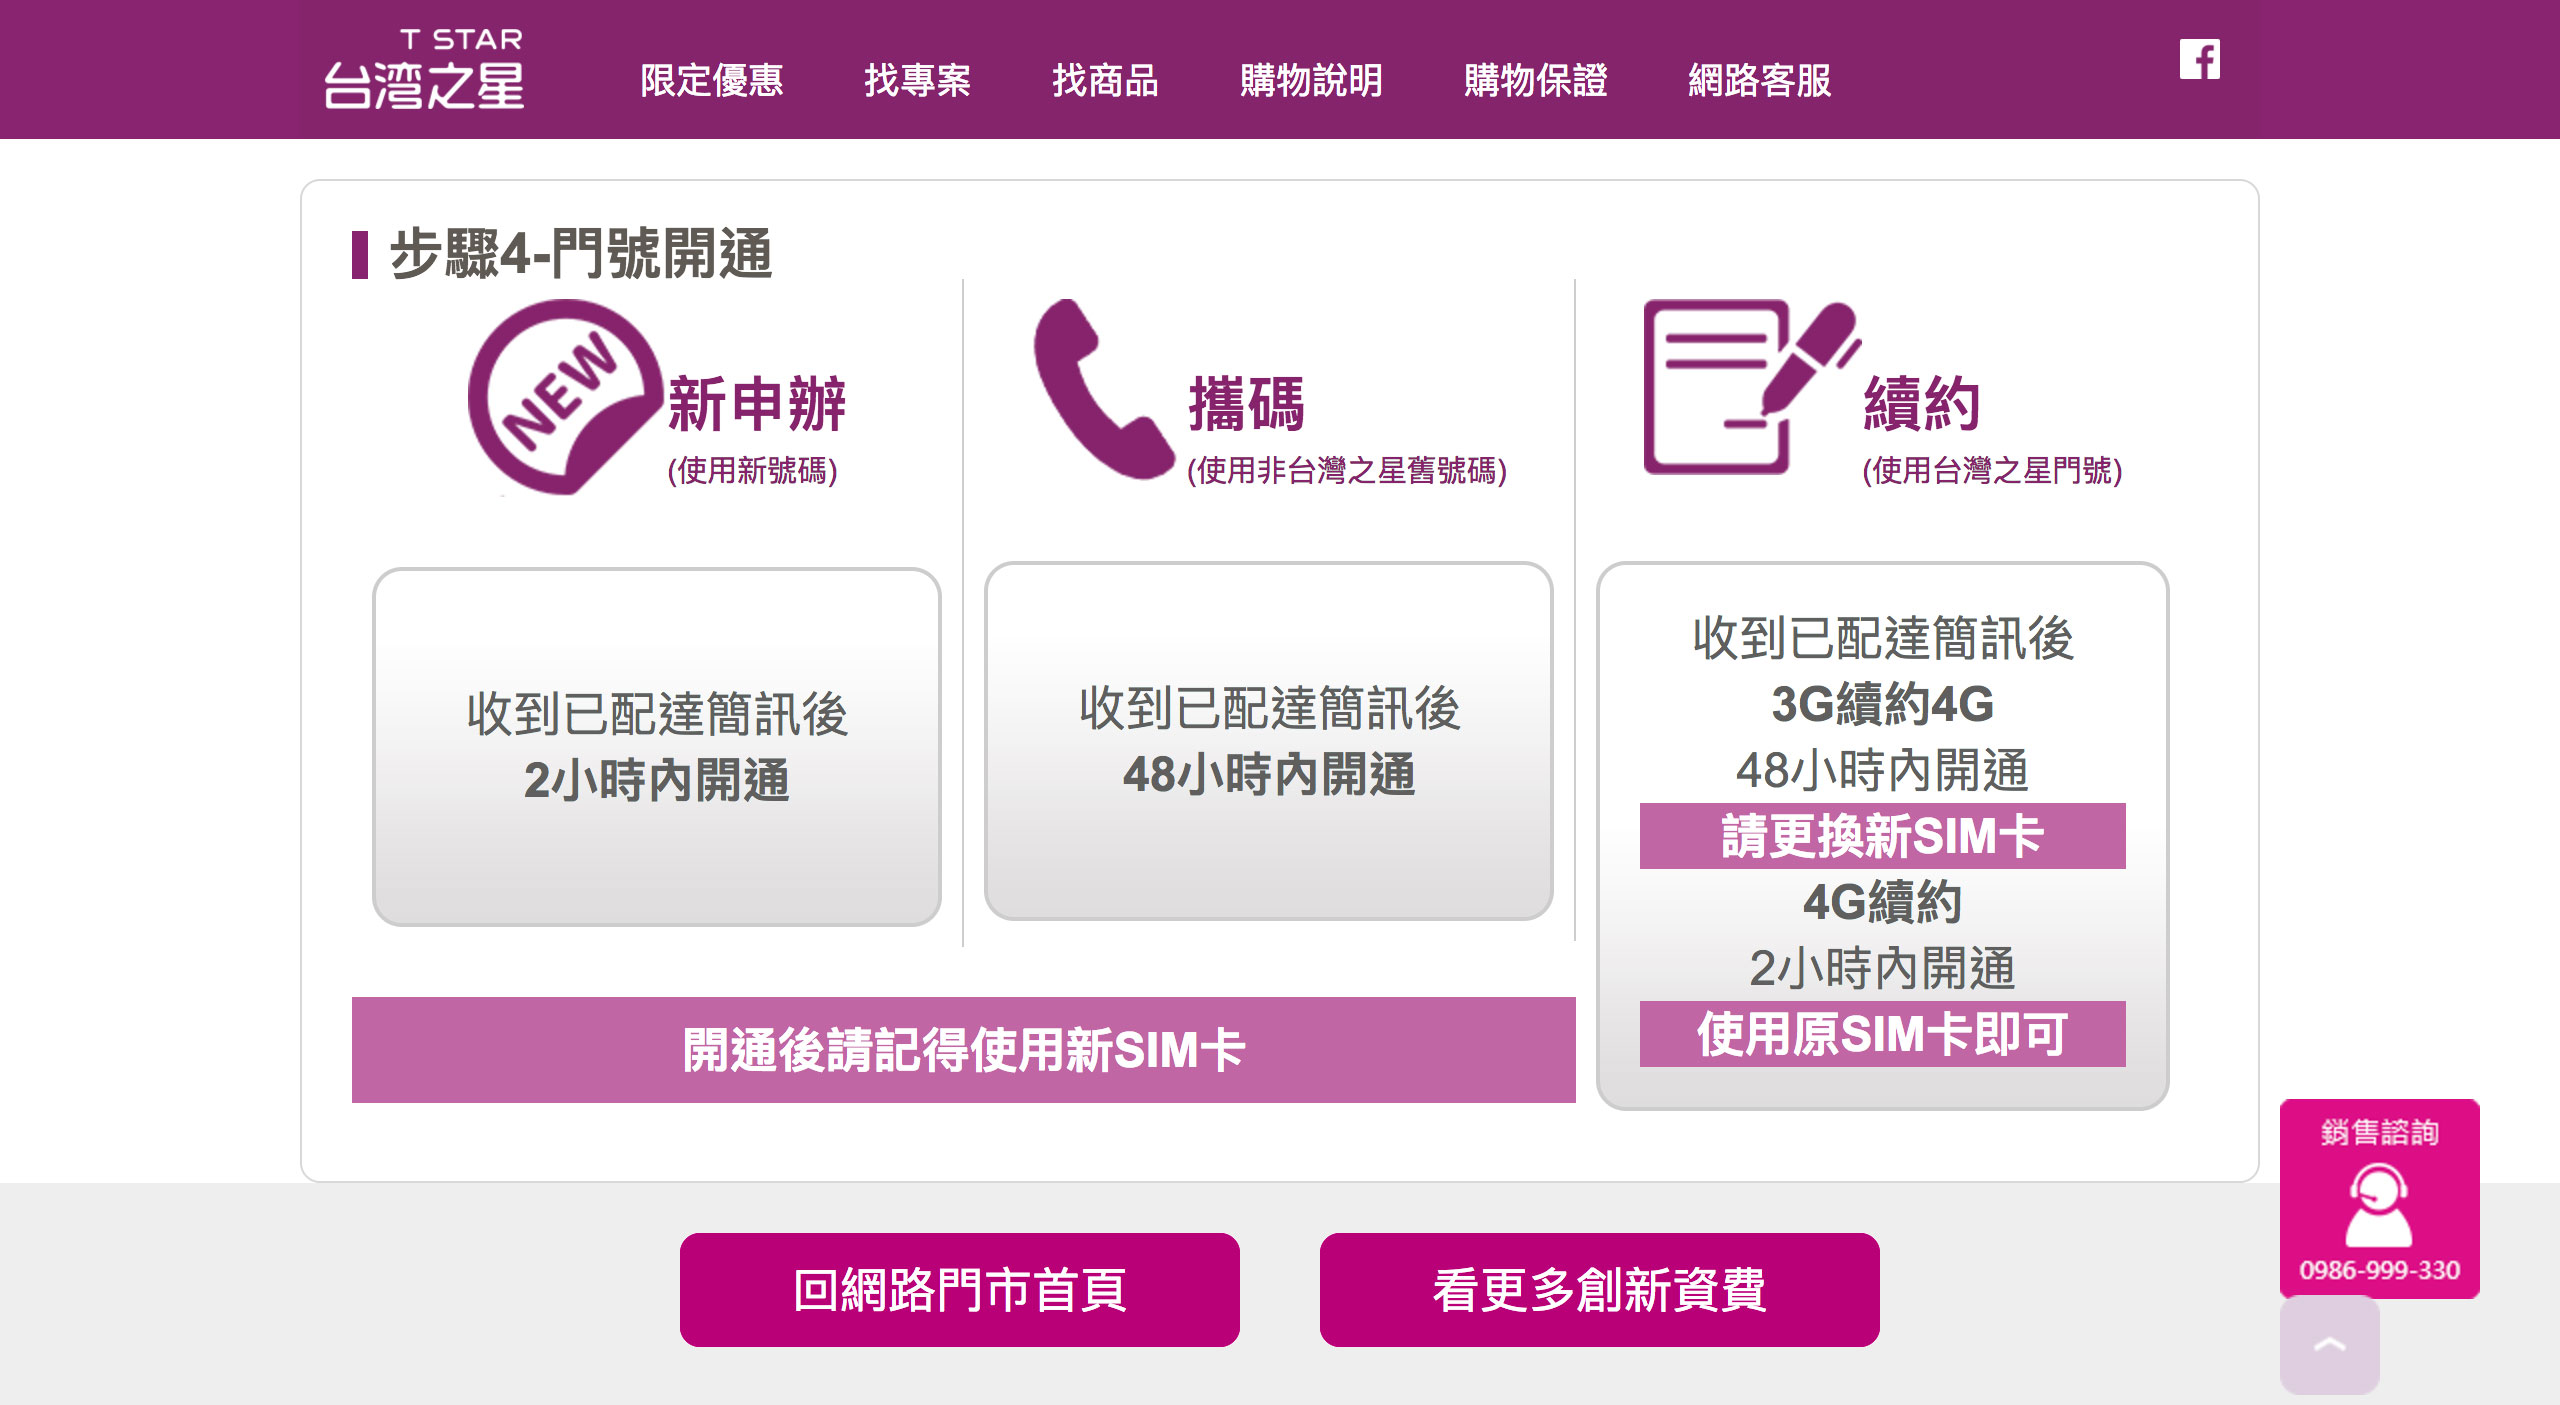 T STAR
台湾之星
限定優惠
找專案
找商品
購物說明
購物保證
網路客服
步驟4-門號開通
NEW
新申辦
(使用新號碼)
收到已配達簡訊後
2小時內開通
攜碼
(使用非台灣之星舊號碼)
收到已配達簡訊後
48小時內開通
開通後請記得使用新SIM卡
續約
(使用台灣之星門號)
收到已配達簡訊後
3G續約4G
48小時內開通
請更換新SIM卡
4G續約
2小時內開通
使用原SIM卡即可
銷售諮詢
0986-999-330
回網路門市首頁
看更多創新資費